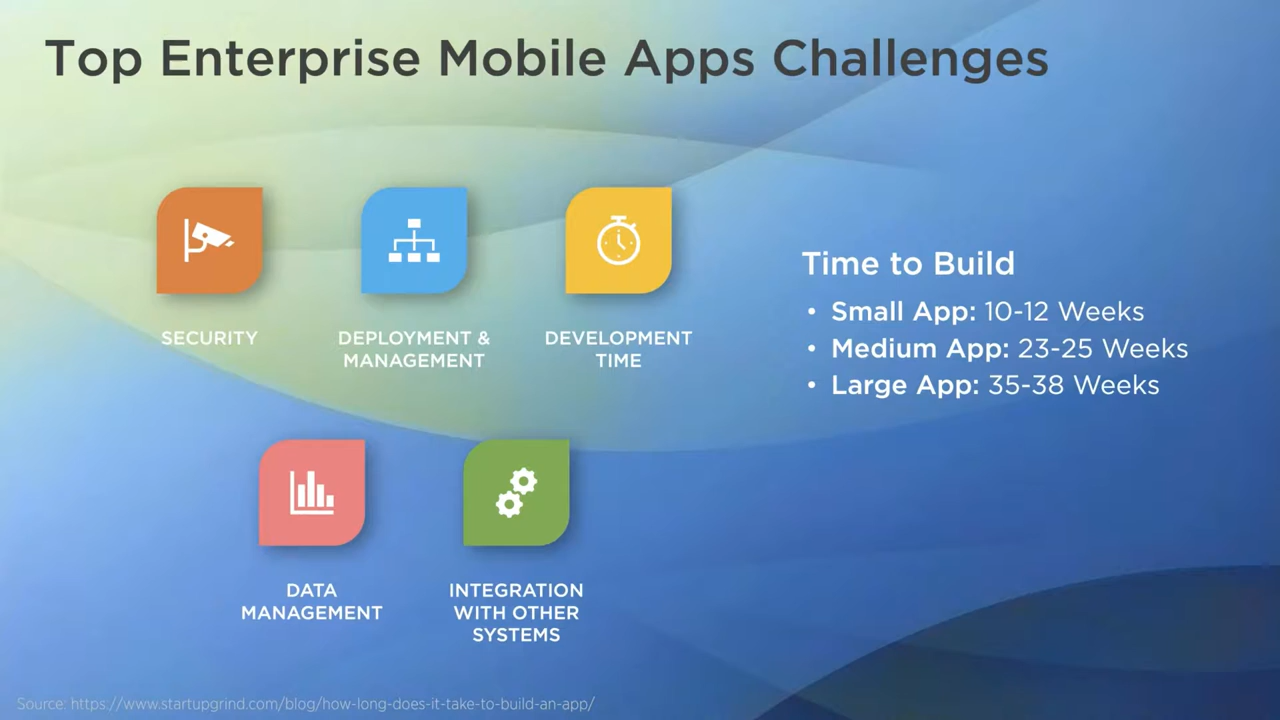 Top Enterprise Mobile Apps Challenges
SECURITY
DEPLOYMENT &
MANAGEMENT
DEVELOPMENT
TIME
DATA
MANAGEMENT
INTEGRATION
WITH OTHER
SYSTEMS
Time to Build
• Small App: 10-12 Weeks
• Medium App: 23-25 Weeks
• Large App: 35-38 Weeks
Source: https://www.startupgrind.com/blog/how-long-does-it-take-to-build-an-app/